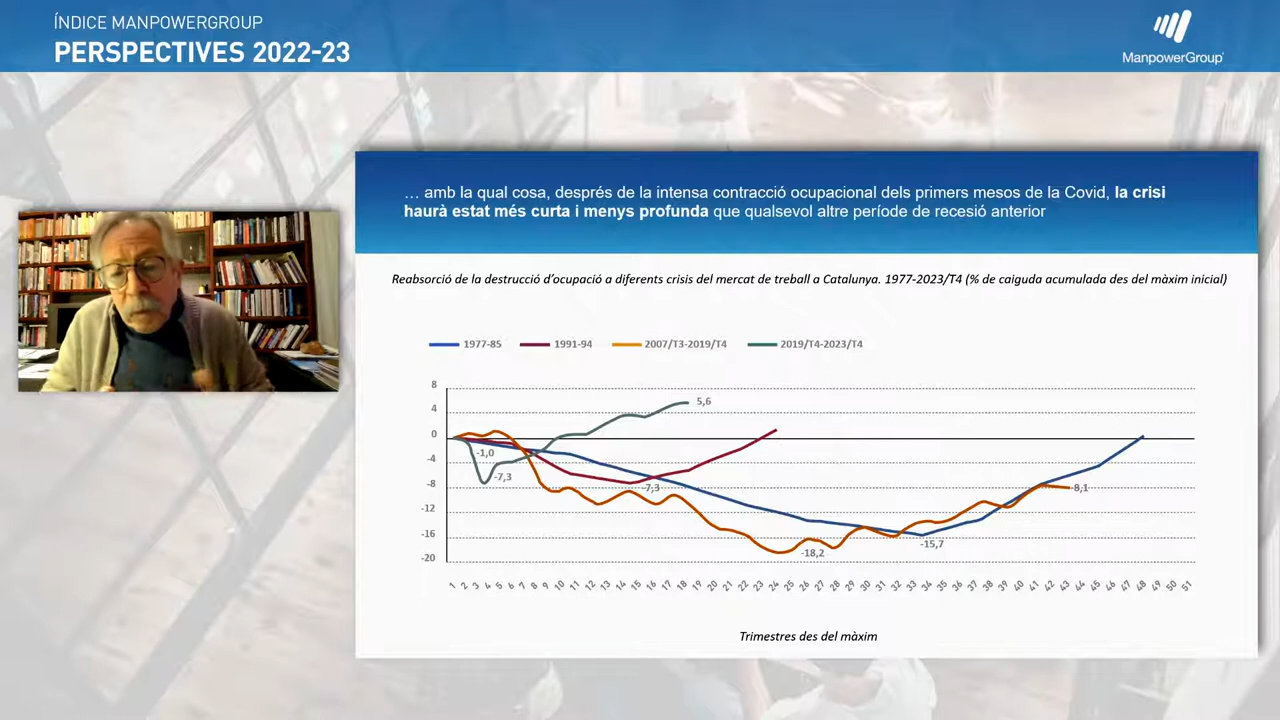 ÍNDICE MANPOWERGROUP
PERSPECTIVES 2022-23
ManpowerGroup
… amb la qual cosa, després de la intensa contracció ocupacional dels primers mesos de la Covid, la crisi
haurà estat més curta i menys profunda que qualsevol altre període de recesió anterior
Reabsorció de la destrucció d'ocupació a diferents crisis del mercat de treball a Catalunya. 1977-2023/T4 (% de caiguda acumulada des del màxim inicial)
1977-85 1991-94 2007/T3-2019/T4 2019/T4-2023/T4
8
4
0
-4
-8
-12
-16
-20
5,6
-1,0
-7,3
-7,3
-8,1
-15,7
-18,2
1 2 3 4 5 6 7 8 9 10 11 12 13 14 15 16 17 18 19 20 21 22 23 24 25 26 27 28 29 30 31 32 33 34 35 36 37 38 39 40 41 42 43 44 45 46 47 48 49 50 51
Trimestres des del màxim